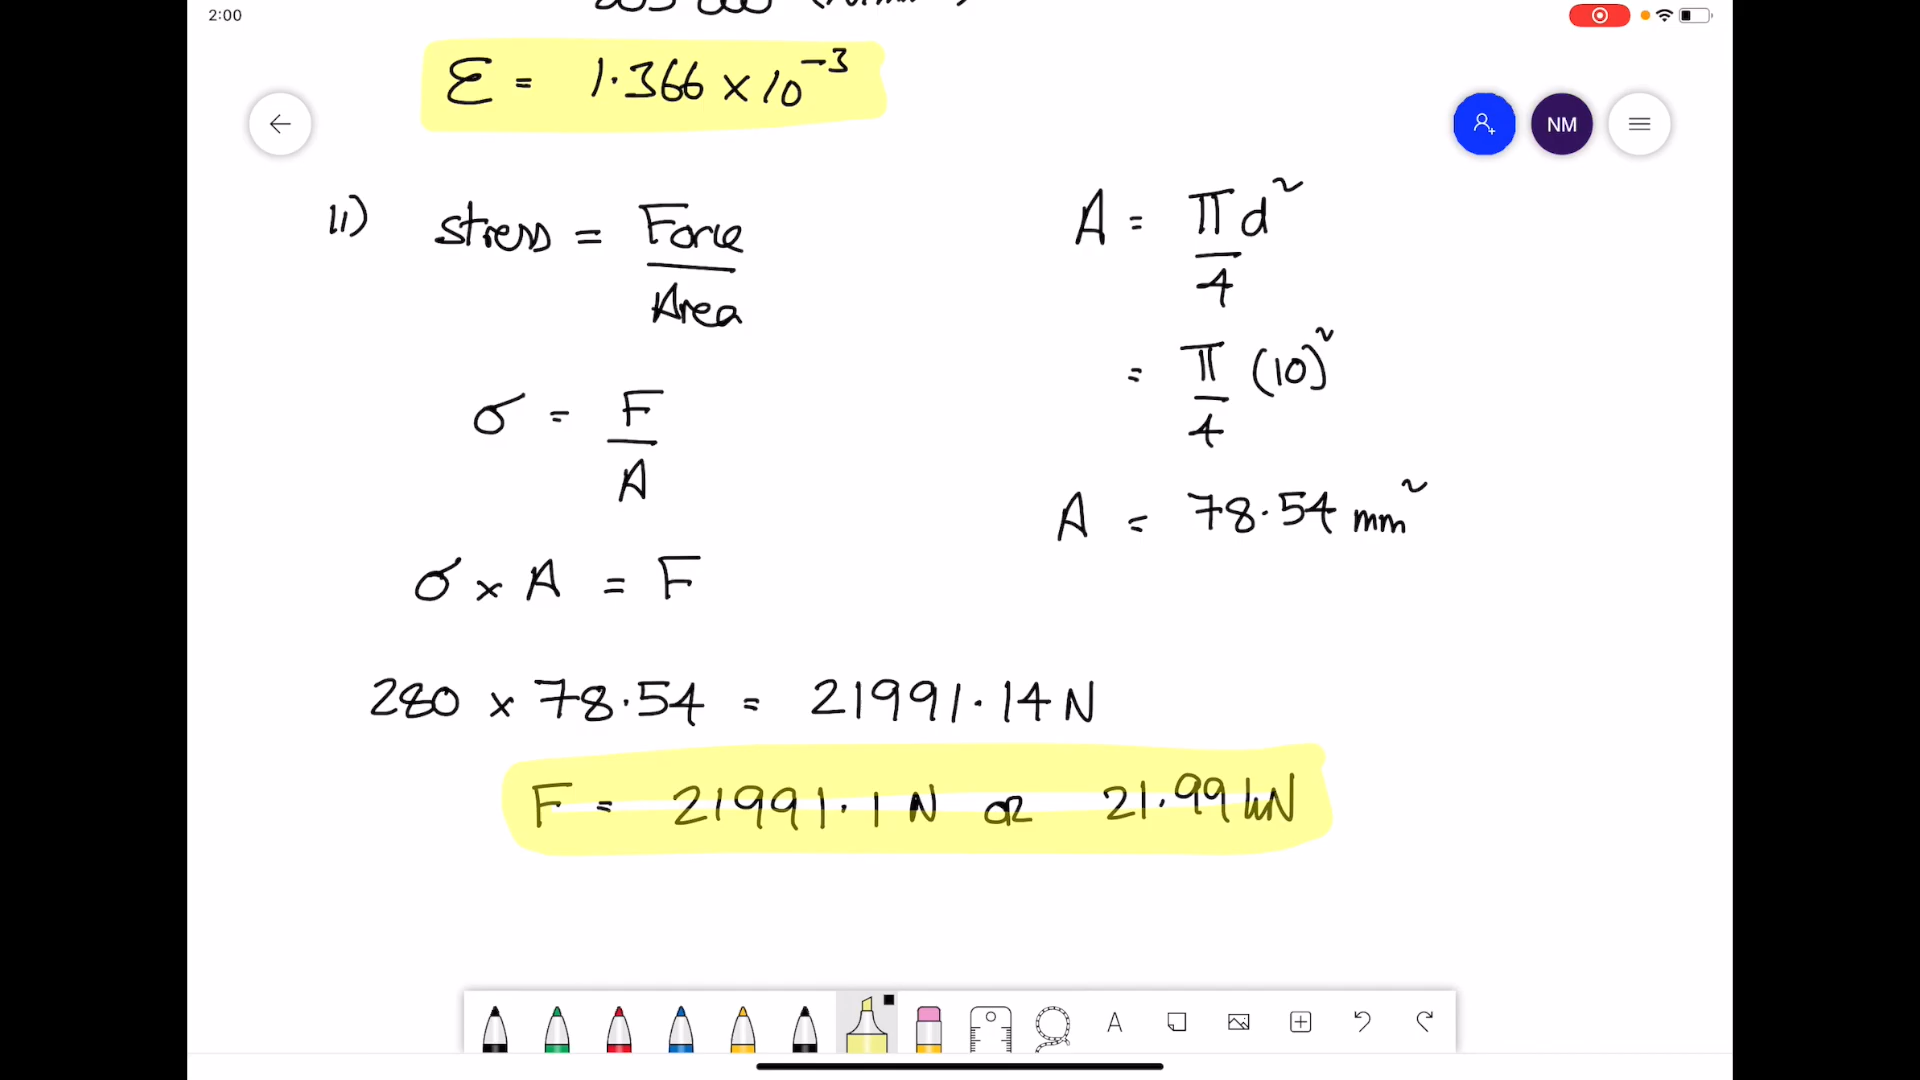 2:00
ε = 1.366 × 10⁻³
NM
11) stress = Force
Area
σ = F
A
σ × A = F
280 × 78.54 = 21991.14 N
F = 21991.1 N or 21.99 kN
A = πd²
4
= π (10)²
4
A = 78.54 mm²
A